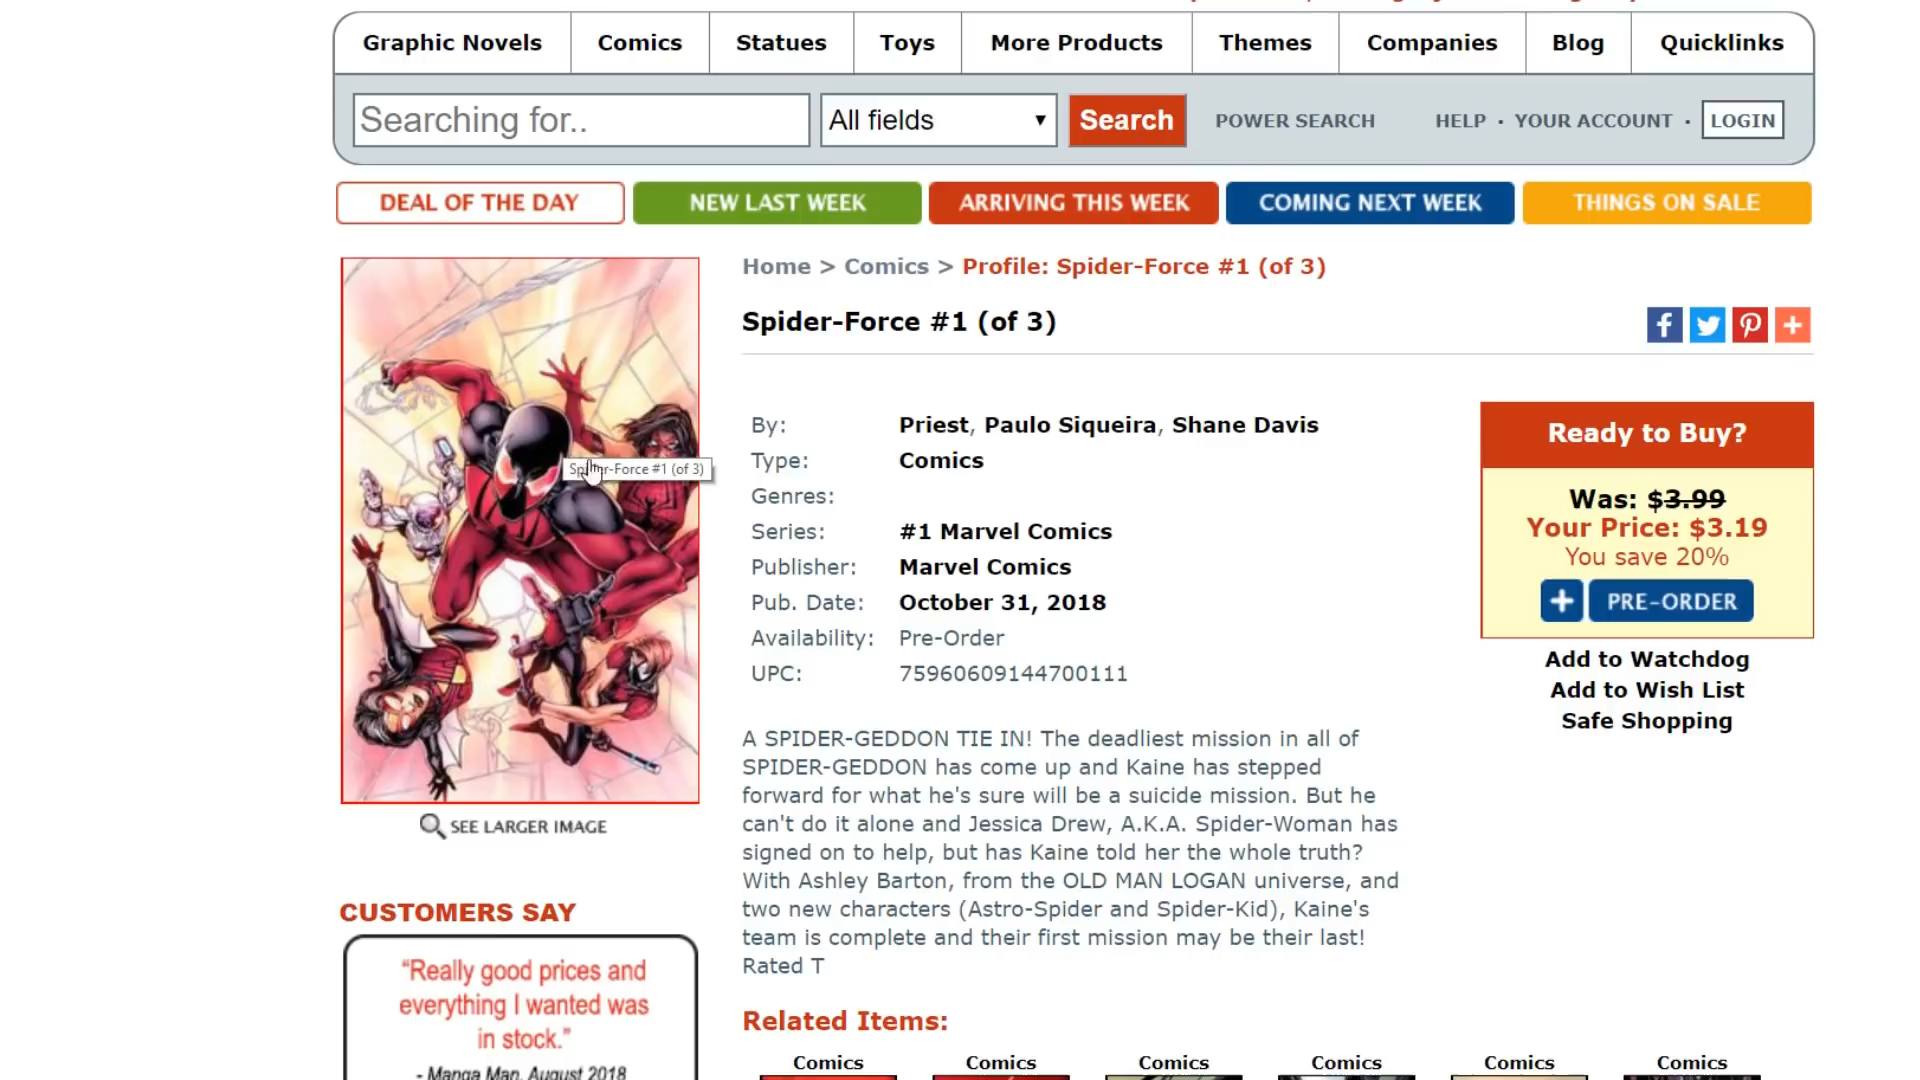 Graphic Novels Comics Statues Toys More Products Themes Companies Blog Quicklinks
Searching for.. All fields Search POWER SEARCH HELP · YOUR ACCOUNT · LOGIN
DEAL OF THE DAY NEW LAST WEEK ARRIVING THIS WEEK COMING NEXT WEEK THINGS ON SALE
Home > Comics > Profile: Spider-Force #1 (of 3)
Spider-Force #1 (of 3)
By: Priest, Paulo Siqueira, Shane Davis
Type: Comics
Genres:
Series: #1 Marvel Comics
Publisher: Marvel Comics
Pub. Date: October 31, 2018
Availability: Pre-Order
UPC: 75960609144700111
Ready to Buy?
Was: $3.99
Your Price: $3.19
You save 20%
+ PRE-ORDER
Add to Watchdog
Add to Wish List
Safe Shopping
Spider-Force #1 (of 3)
SEE LARGER IMAGE
A SPIDER-GEDDON TIE IN! The deadliest mission in all of
SPIDER-GEDDON has come up and Kaine has stepped
forward for what he's sure will be a suicide mission. But he
can't do it alone and Jessica Drew, A.K.A. Spider-Woman has
signed on to help, but has Kaine told her the whole truth?
With Ashley Barton, from the OLD MAN LOGAN universe, and
two new characters (Astro-Spider and Spider-Kid), Kaine's
team is complete and their first mission may be their last!
Rated T
CUSTOMERS SAY
“Really good prices and
everything I wanted was
in stock.”
- Manga Man, August 2018
Related Items:
Comics Comics Comics Comics Comics Comics